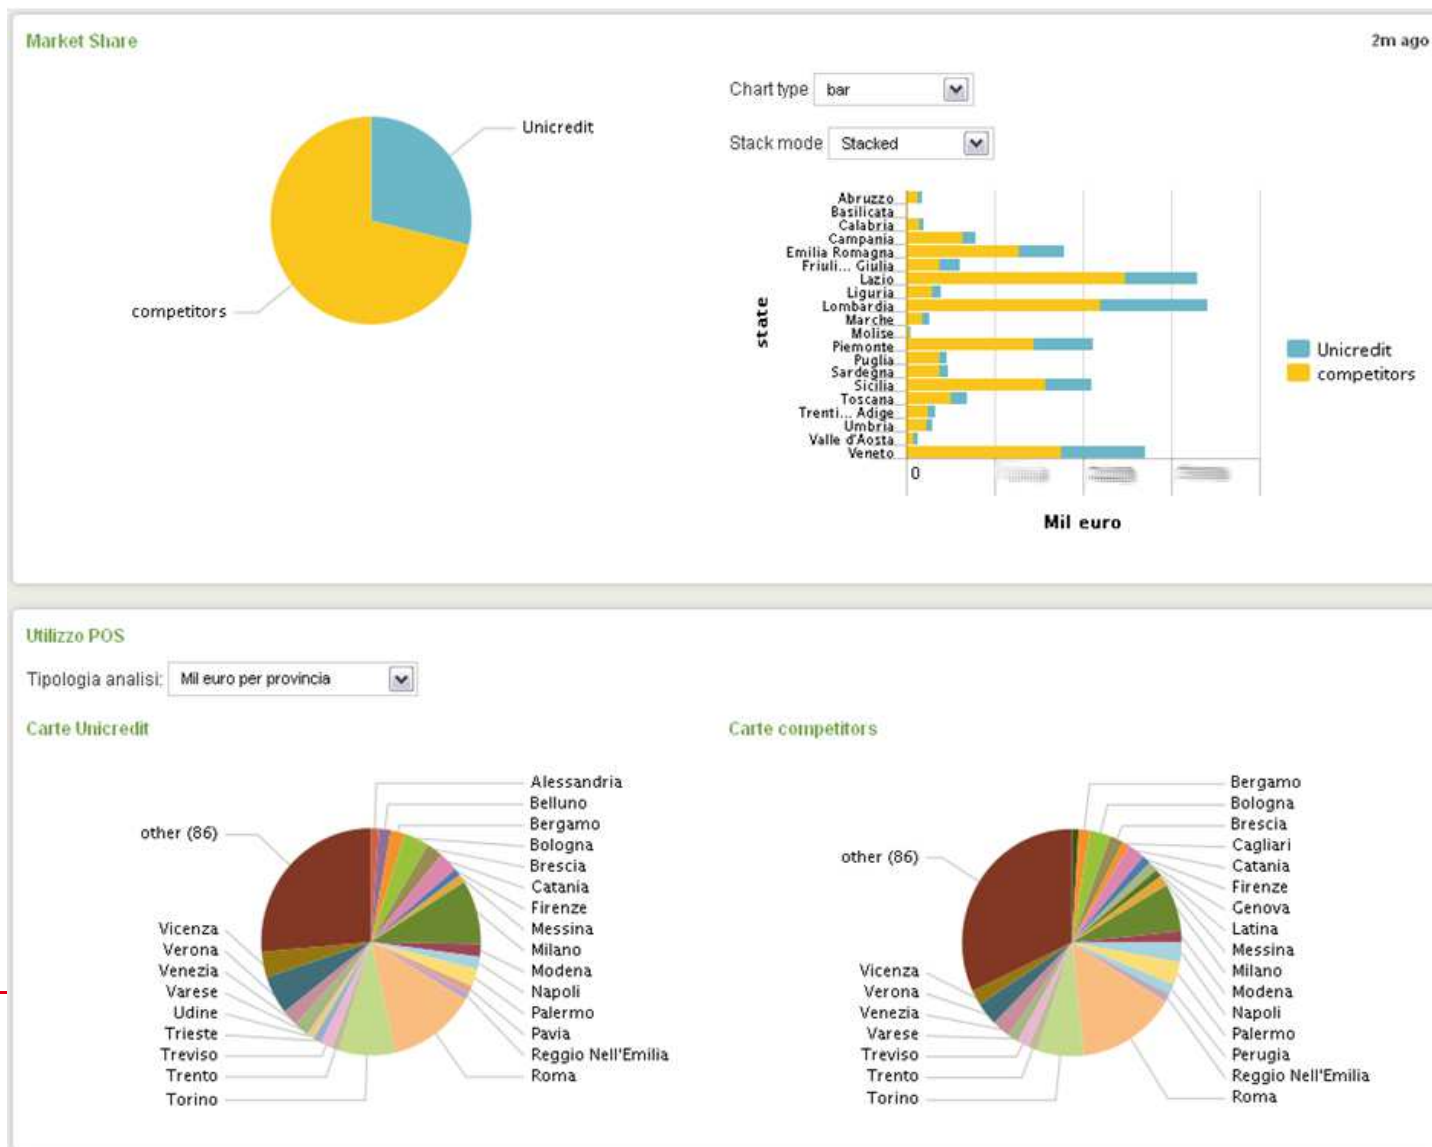 Market Share
2m ago
Chart type bar
Stack mode Stacked
Unicredit
competitors
state
Abruzzo
Basilicata
Calabria
Campania
Emilia Romagna
Friuli... Giulia
Lazio
Liguria
Lombardia
Marche
Molise
Piemonte
Puglia
Sardegna
Sicilia
Toscana
Trenti... Adige
Umbria
Valle d'Aosta
Veneto
0
Mil euro
Unicredit
competitors
Utilizzo POS
Tipologia analisi: Mil euro per provincia
Carte Unicredit
Alessandria
Belluno
Bergamo
Bologna
Brescia
Catania
Firenze
Messina
Milano
Modena
Napoli
Palermo
Pavia
Reggio Nell'Emilia
Roma
other (86)
Vicenza
Verona
Venezia
Varese
Udine
Trieste
Treviso
Trento
Torino
Carte competitors
Bergamo
Bologna
Brescia
Cagliari
Catania
Firenze
Genova
Latina
Messina
Milano
Modena
Napoli
Palermo
Perugia
Reggio Nell'Emilia
Roma
other (86)
Vicenza
Verona
Venezia
Varese
Treviso
Trento
Torino